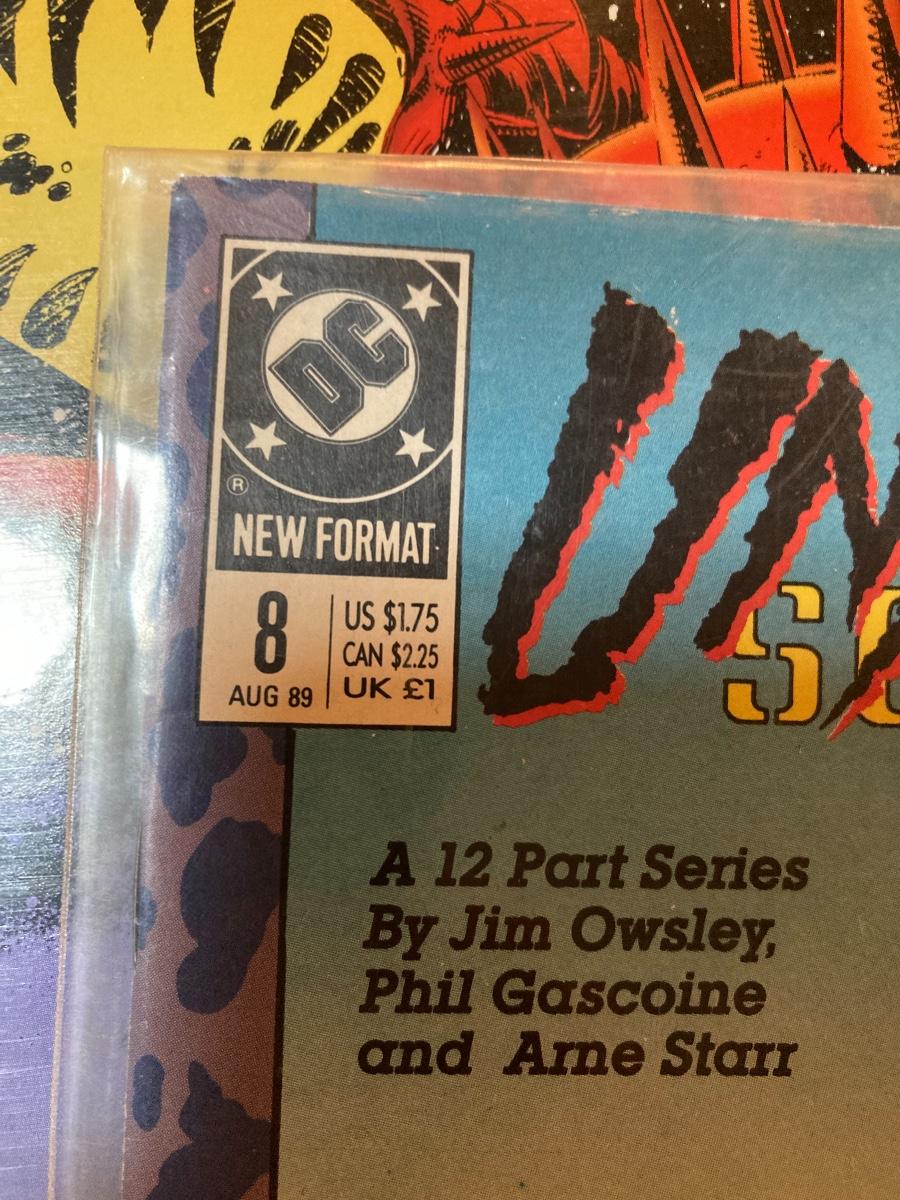 DC
®
NEW FORMAT
8
AUG 89
US $1.75
CAN $2.25
UK £1
A 12 Part Series
By Jim Owsley,
Phil Gascoine
and Arne Starr